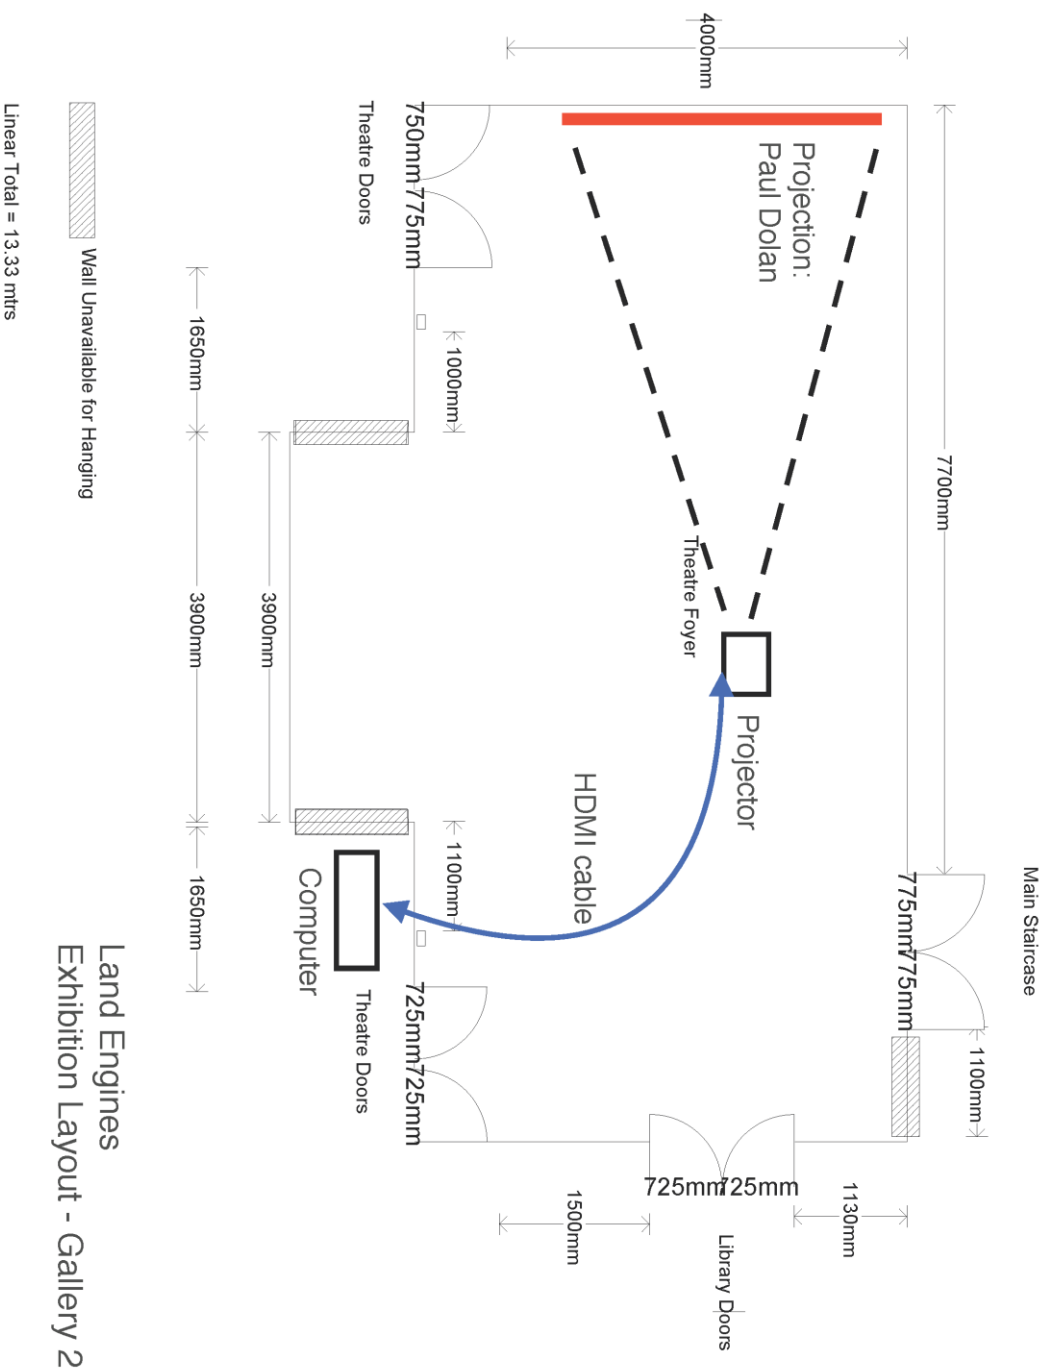 Main Staircase
7700mm
1100mm
775mm
775mm
4000mm
Projection:
Paul Dolan
Theatre Foyer
Projector
HDMI cable
1130mm
725mm
725mm
Library Doors
1500mm
750mm
775mm
Theatre Doors
1000mm
1100mm
725mm
725mm
Theatre Doors
Computer
3900mm
1650mm
3900mm
1650mm
Wall Unavailable for Hanging
Linear Total = 13.33 mtrs
Land Engines
Exhibition Layout - Gallery 2